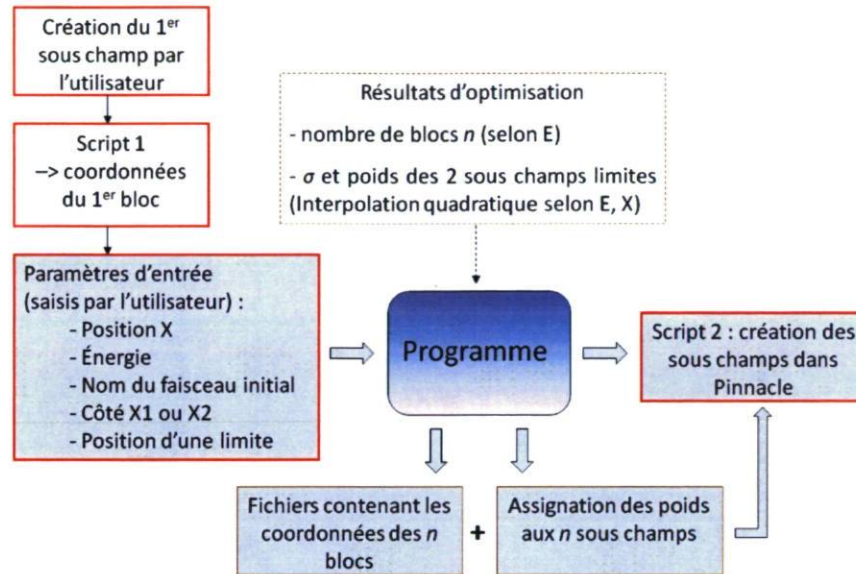 Création du 1er
sous champ par
l'utilisateur
Script 1
–> coordonnées
du 1er bloc
Paramètres d'entrée
(saisis par l'utilisateur) :
- Position X
- Énergie
- Nom du faisceau initial
- Côté X1 ou X2
- Position d'une limite
Résultats d'optimisation
- nombre de blocs n (selon E)
- σ et poids des 2 sous champs limites
(Interpolation quadratique selon E, X)
Programme
Script 2 : création des
sous champs dans
Pinnacle
Fichiers contenant les
coordonnées des n
blocs
+
Assignation des poids
aux n sous champs